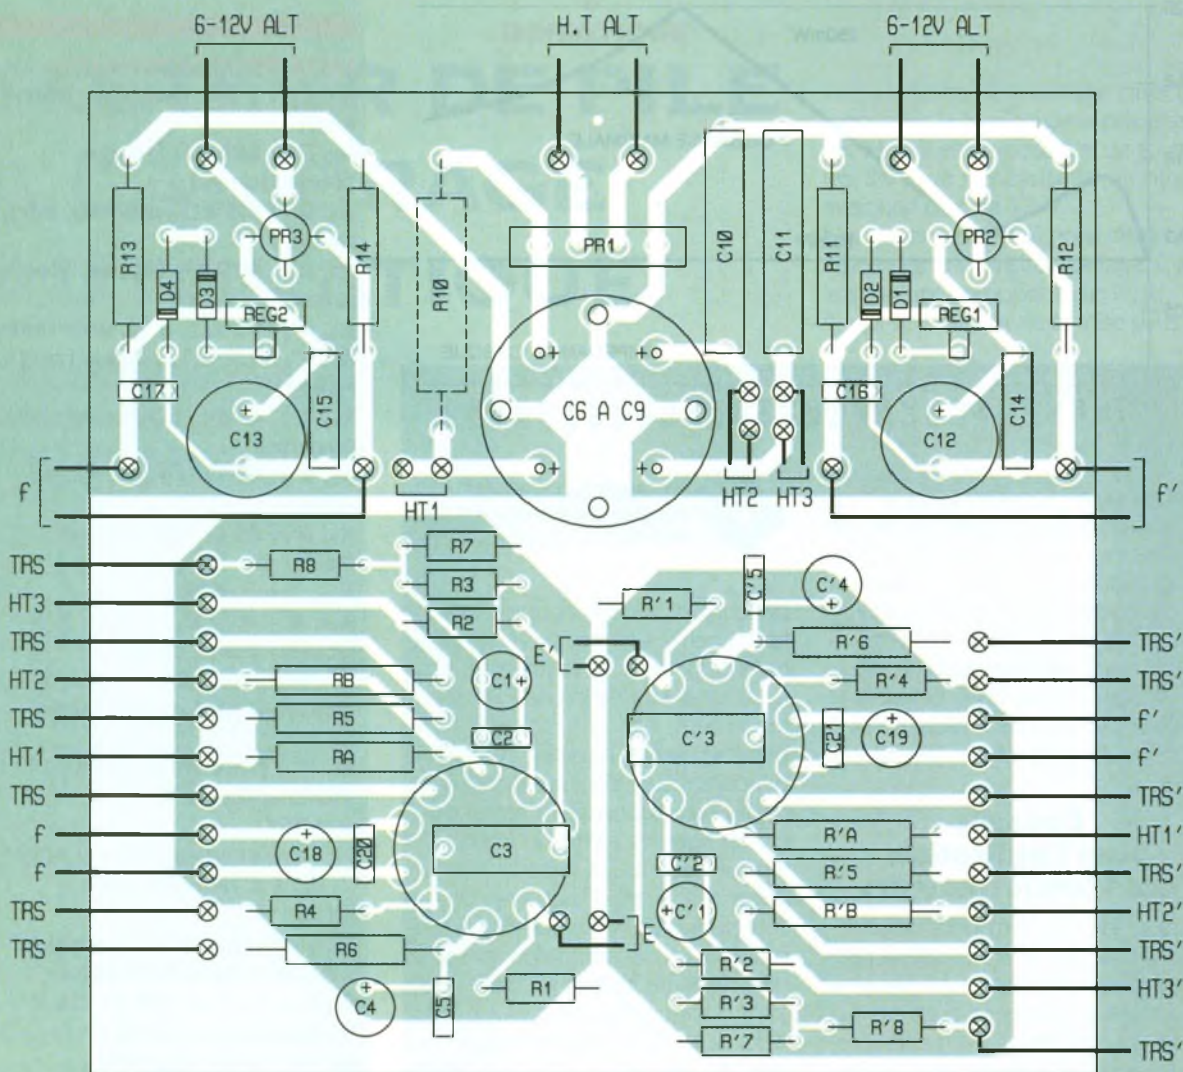 6-12V ALT
H.T ALT
6-12V ALT
R13
D4
D3
PR3
R14
R10
PR1
C10
C11
R11
D2
D1
PR2
R12
REG2
REG1
C17
C13
C15
C6 A C9
C16
C12
C14
f
HT1
HT2
HT3
f'
TRS
R8
R7
HT3
R3
R'1
C'5
C'4
TRS
R2
E'
R'6
TRS'
HT2
RB
C1
R'4
TRS'
TRS
R5
C2
C'3
C21
C19
f'
HT1
RA
f'
TRS
TRS'
f
C18
C20
C3
R'A
HT1'
f
C'2
R'5
TRS'
TRS
R4
C'1
R'B
HT2'
TRS
R6
E
TRS'
R'2
C4
C5
R1
R'3
HT3'
R'7
R'8
TRS'